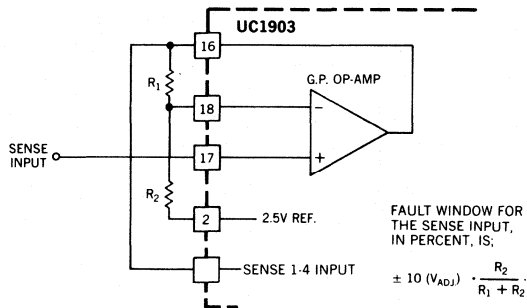 UC1903
16
G.P. OP-AMP
R1
18
−
SENSE
INPUT
17
+
R2
2
2.5V REF.
SENSE 1-4 INPUT
FAULT WINDOW FOR
THE SENSE INPUT,
IN PERCENT, IS;
± 10 (VADJ) · R2
R1 + R2